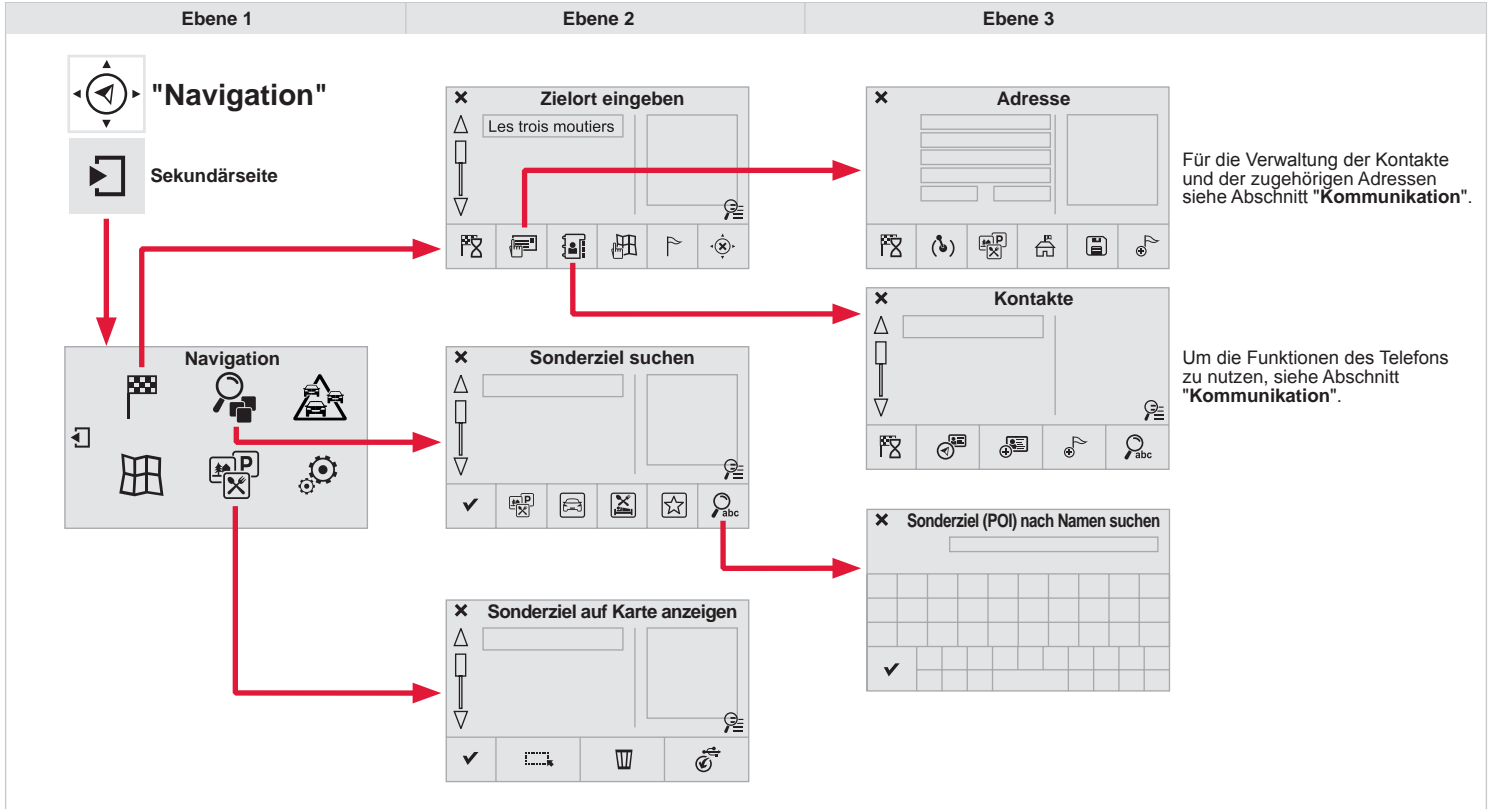 Ebene 1
Ebene 2
Ebene 3
"Navigation"
Sekundärseite
Navigation
Zielort eingeben
Les trois moutiers
Sonderziel suchen
abc
Sonderziel auf Karte anzeigen
Adresse
Für die Verwaltung der Kontakte
und der zugehörigen Adressen
siehe Abschnitt "Kommunikation".
Kontakte
abc
Um die Funktionen des Telefons
zu nutzen, siehe Abschnitt
"Kommunikation".
Sonderziel (POI) nach Namen suchen
P
P
P
P